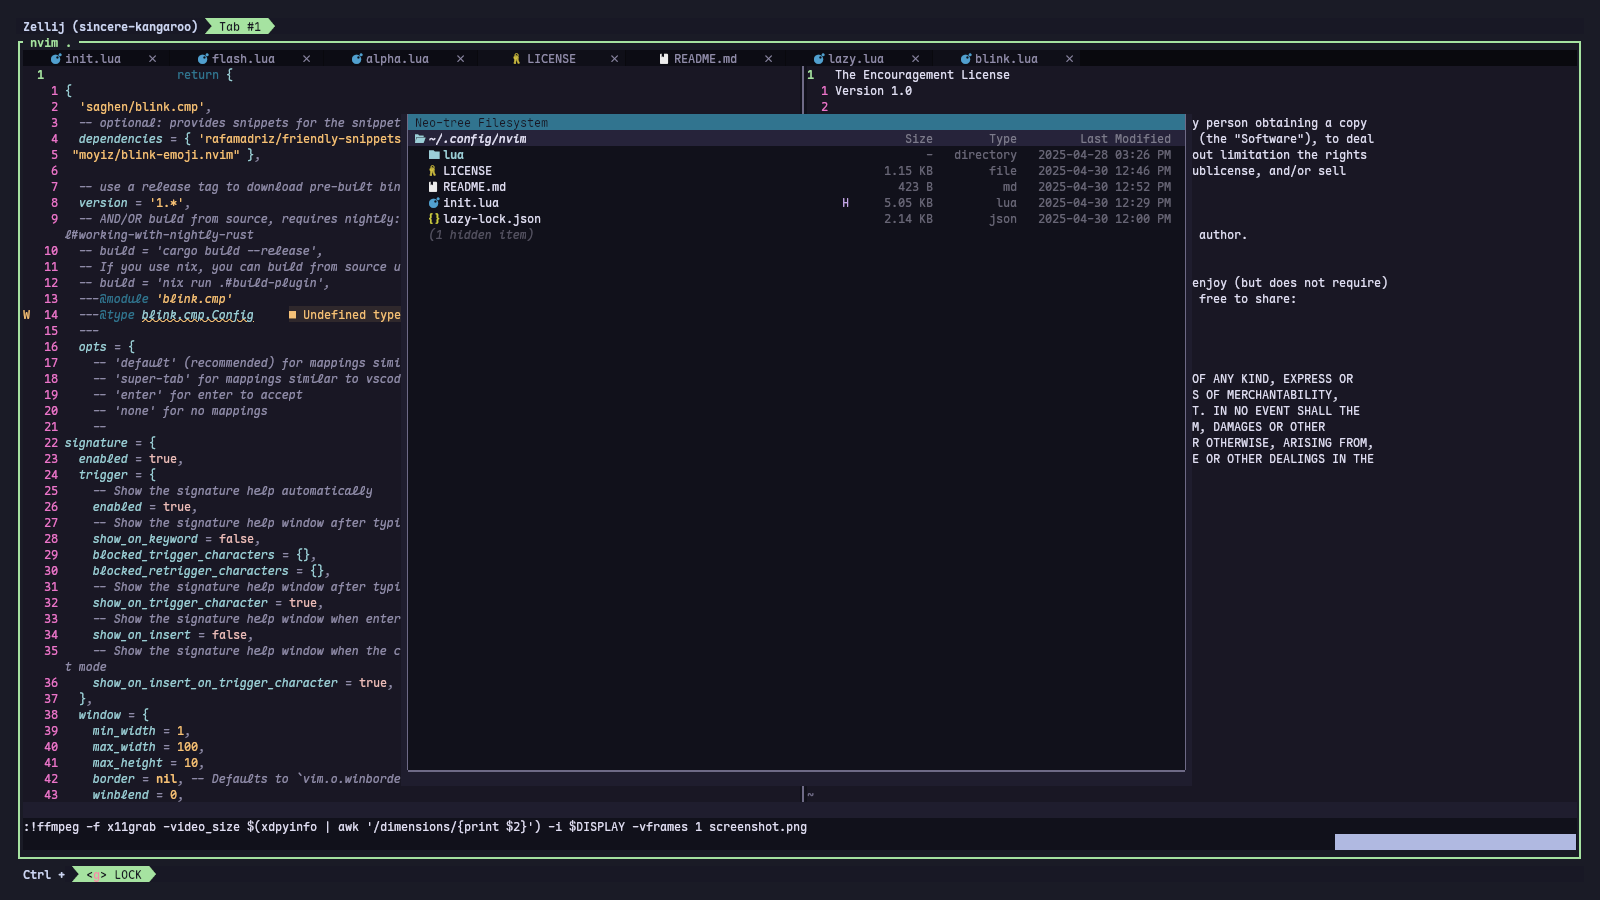 Zellij (sincere-kangaroo) Tab #1
nvim .
init.lua × flash.lua × alpha.lua × LICENSE × README.md × lazy.lua × blink.lua ×
1 return {
1 {
2 'saghen/blink.cmp',
3 -- optional: provides snippets for the snippet
4 dependencies = { 'rafamadriz/friendly-snippets
5 "moyiz/blink-emoji.nvim" },
6
7 -- use a release tag to download pre-built bin
8 version = '1.*',
9 -- AND/OR build from source, requires nightly:
l#working-with-nightly-rust
10 -- build = 'cargo build --release',
11 -- If you use nix, you can build from source u
12 -- build = 'nix run .#build-plugin',
13 ---@module 'blink.cmp'
W 14 ---@type blink.cmp.Config ■ Undefined type
15 ---
16 opts = {
17 -- 'default' (recommended) for mappings simi
18 -- 'super-tab' for mappings similar to vscod
19 -- 'enter' for enter to accept
20 -- 'none' for no mappings
21 --
22 signature = {
23 enabled = true,
24 trigger = {
25 -- Show the signature help automatically
26 enabled = true,
27 -- Show the signature help window after typi
28 show_on_keyword = false,
29 blocked_trigger_characters = {},
30 blocked_retrigger_characters = {},
31 -- Show the signature help window after typi
32 show_on_trigger_character = true,
33 -- Show the signature help window when enter
34 show_on_insert = false,
35 -- Show the signature help window when the c
t mode
36 show_on_insert_on_trigger_character = true,
37 },
38 window = {
39 min_width = 1,
40 max_width = 100,
41 max_height = 10,
42 border = nil, -- Defaults to `vim.o.winborde
43 winblend = 0,
Neo-tree Filesystem
~/.config/nvim Size Type Last Modified
lua - directory 2025-04-28 03:26 PM
LICENSE 1.15 KB file 2025-04-30 12:46 PM
README.md 423 B md 2025-04-30 12:52 PM
init.lua H 5.05 KB lua 2025-04-30 12:29 PM
{} lazy-lock.json 2.14 KB json 2025-04-30 12:00 PM
(1 hidden item)
1 The Encouragement License
1 Version 1.0
2
y person obtaining a copy
(the "Software"), to deal
out limitation the rights
ublicense, and/or sell
author.
enjoy (but does not require)
free to share:
OF ANY KIND, EXPRESS OR
S OF MERCHANTABILITY,
T. IN NO EVENT SHALL THE
M, DAMAGES OR OTHER
R OTHERWISE, ARISING FROM,
E OR OTHER DEALINGS IN THE
~
:!ffmpeg -f x11grab -video_size $(xdpyinfo | awk '/dimensions/{print $2}') -i $DISPLAY -vframes 1 screenshot.png
Ctrl + <g> LOCK